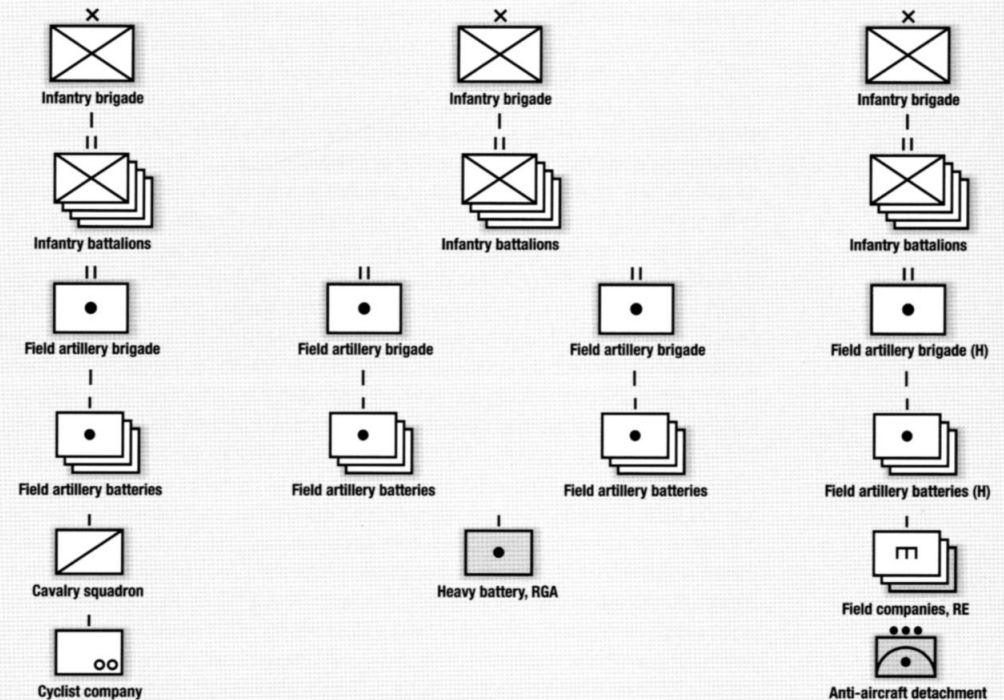 Infantry brigade Infantry brigade Infantry brigade
Infantry battalions Infantry battalions Infantry battalions
Field artillery brigade Field artillery brigade Field artillery brigade Field artillery brigade (H)
Field artillery batteries Field artillery batteries Field artillery batteries Field artillery batteries (H)
Cavalry squadron Heavy battery, RGA
Field companies, RE
Cyclist company Anti-aircraft detachment